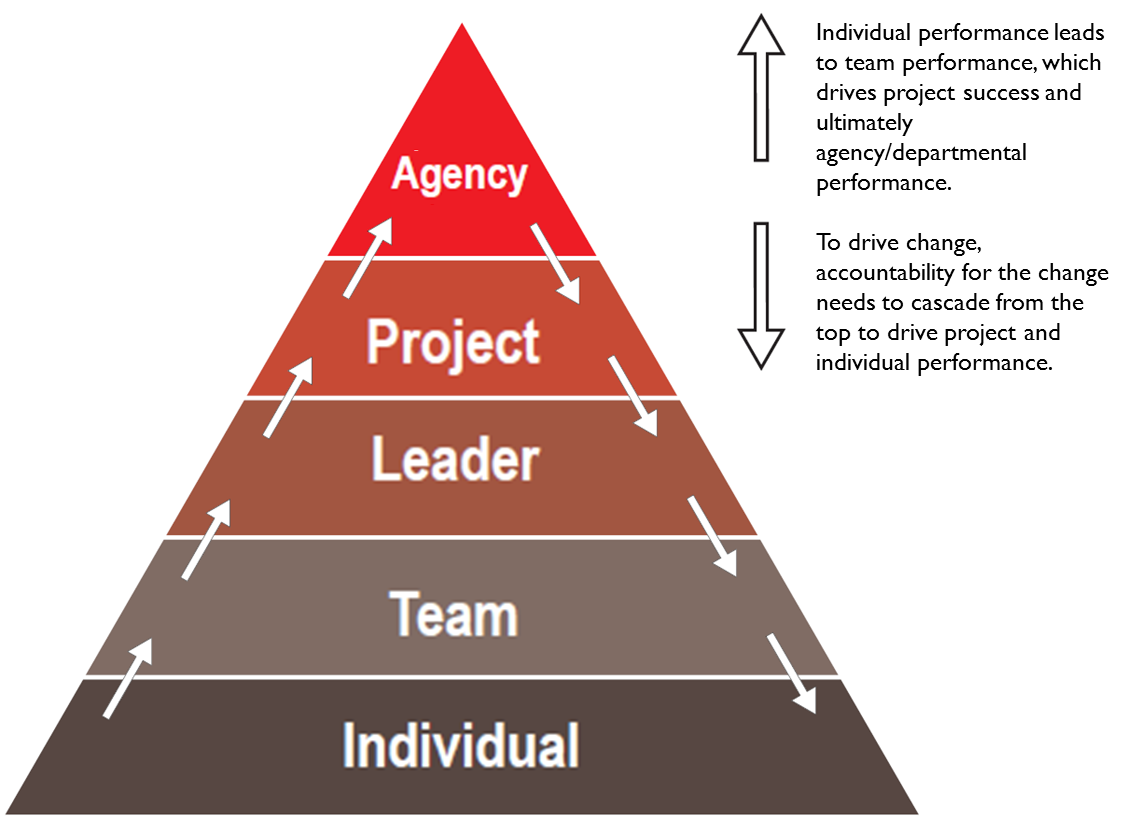 Agency
Project
Leader
Team
Individual
Individual performance leads
to team performance, which
drives project success and
ultimately
agency/departmental
performance.
To drive change,
accountability for the change
needs to cascade from the
top to drive project and
individual performance.